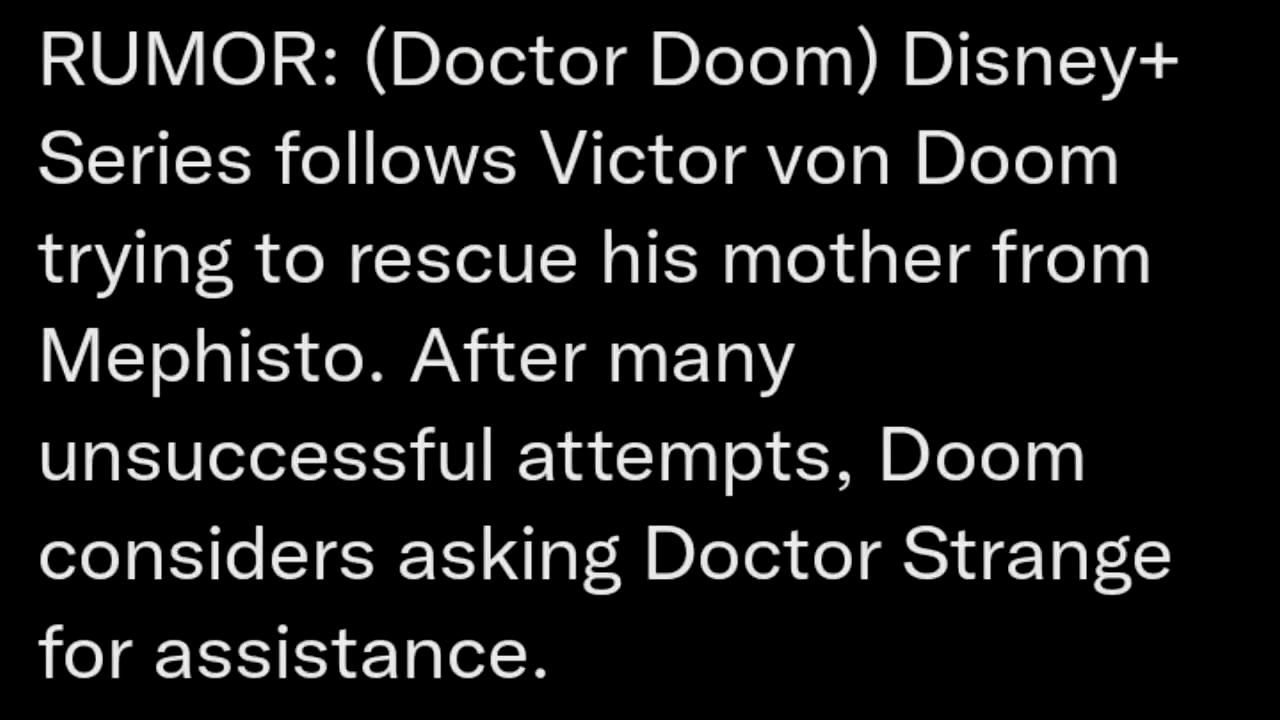 RUMOR: (Doctor Doom) Disney+
Series follows Victor von Doom
trying to rescue his mother from
Mephisto. After many
unsuccessful attempts, Doom
considers asking Doctor Strange
for assistance.